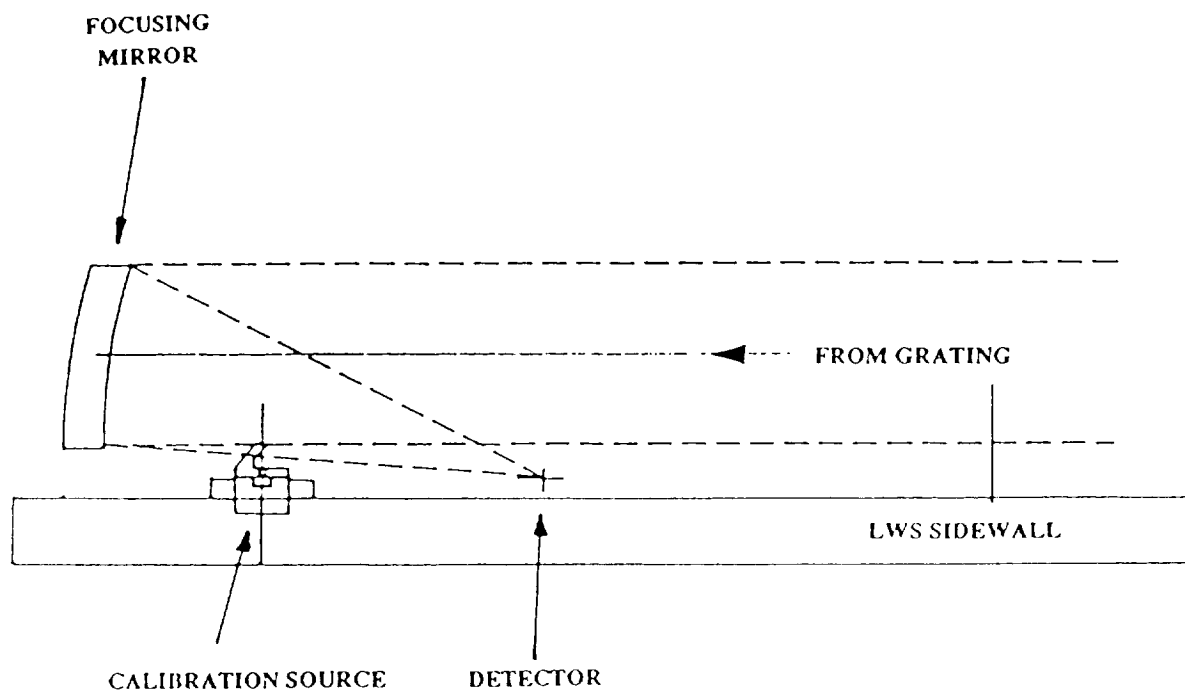 FOCUSING
MIRROR
FROM GRATING
LWS SIDEWALL
CALIBRATION SOURCE
DETECTOR